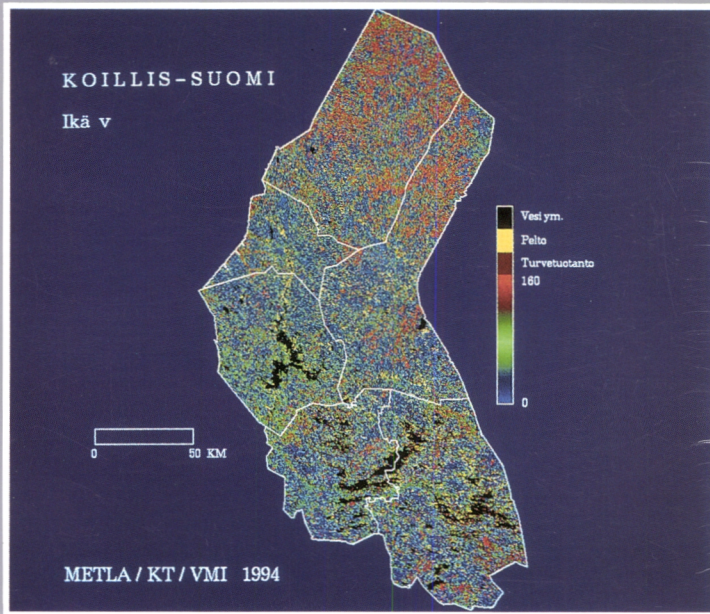 KOILLIS-SUOMI
Ikä v
Vesi ym.
Pelto
Turvetuotanto
160
0
0 50 KM
METLA / KT / VMI 1994